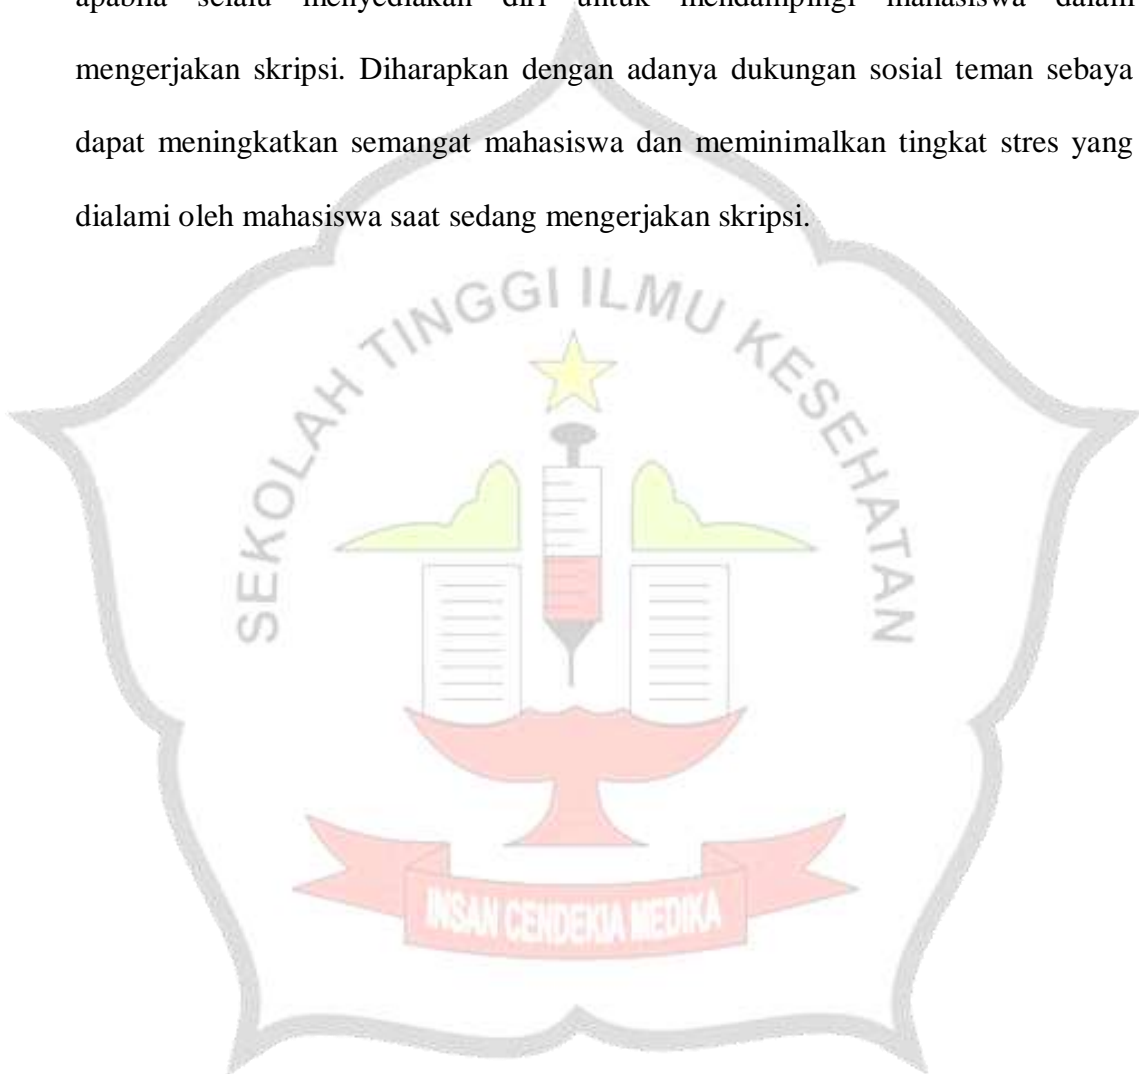 apabila selalu menyediakan diri untuk mendampingi mahasiswa dalam
mengerjakan skripsi. Diharapkan dengan adanya dukungan sosial teman sebaya
dapat meningkatkan semangat mahasiswa dan meminimalkan tingkat stres yang
dialami oleh mahasiswa saat sedang mengerjakan skripsi.
SEKOLAH TINGGI ILMU KESEHATAN
INSAN CENDEKIA MEDIKA